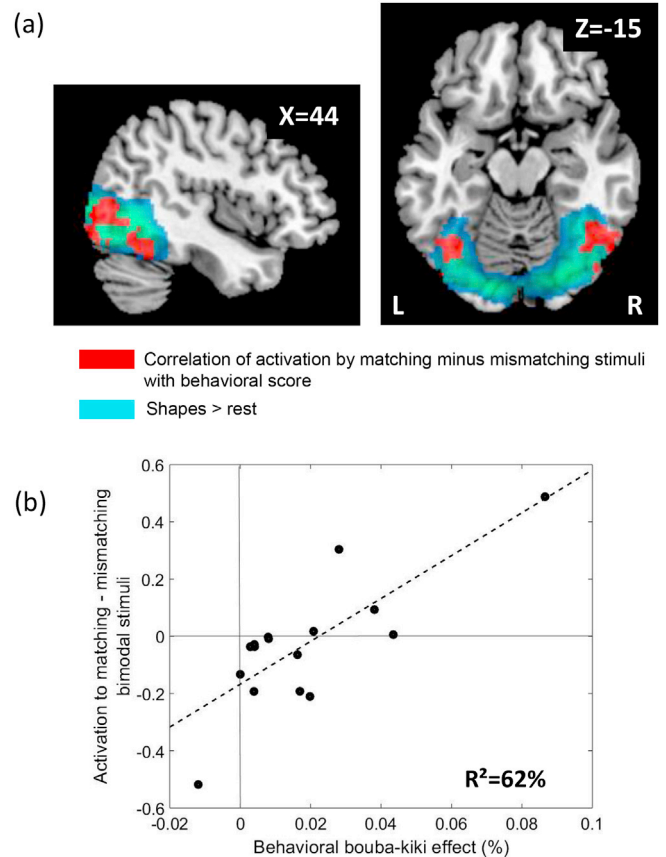 (a)
X=44
Z=-15
L
R
Correlation of activation by matching minus mismatching stimuli
with behavioral score
Shapes > rest
(b)
Activation to matching - mismatching
bimodal stimuli
0.6
0.4
0.2
0
-0.2
-0.4
-0.6
R²=62%
-0.02
0
0.02
0.04
0.06
0.08
0.1
Behavioral bouba-kiki effect (%)